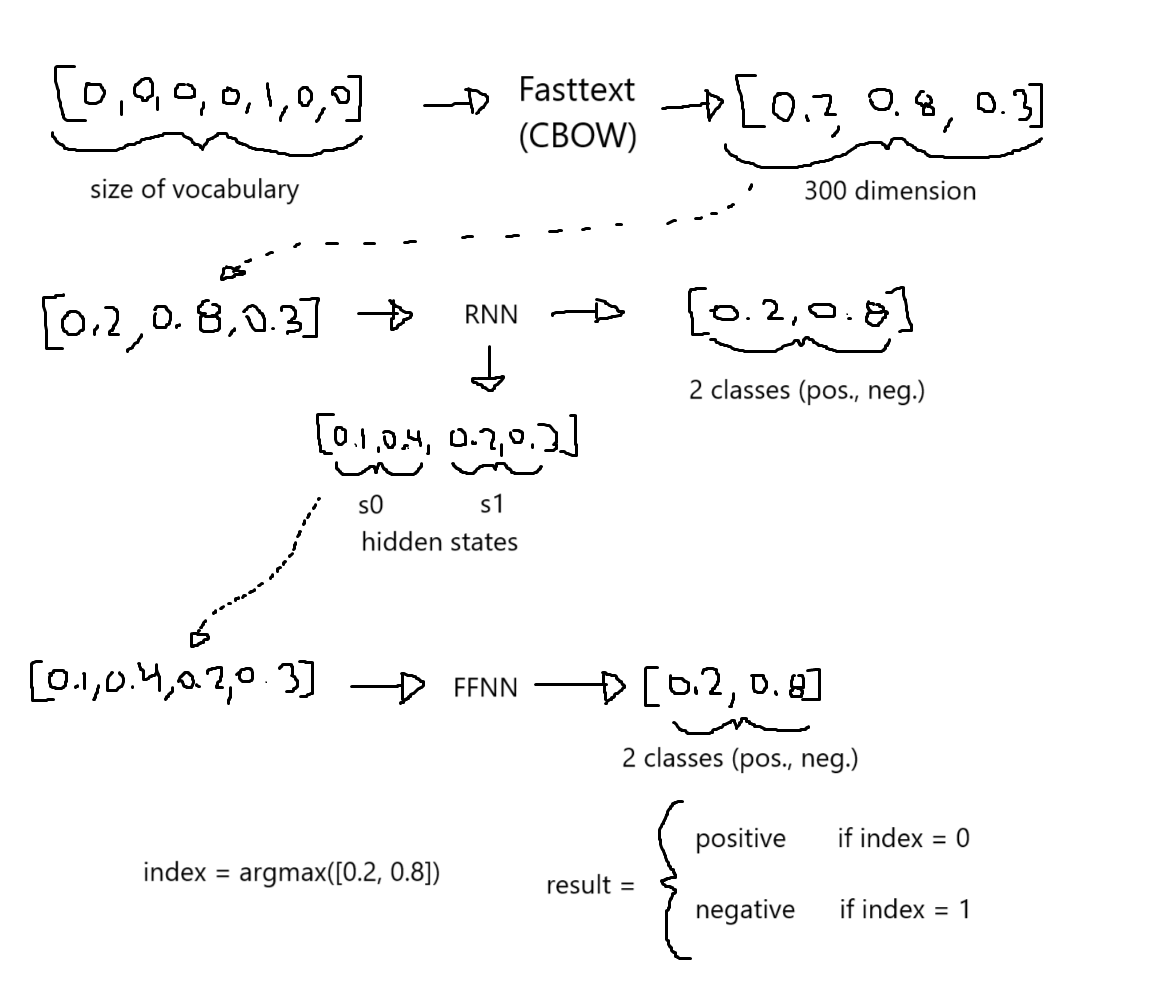 [0,0,0,0,1,0,0] Fasttext (CBOW) [0.2, 0.8, 0.3]
size of vocabulary 300 dimension
[0.2,0.8,0.3] RNN [0.2,0.8]
2 classes (pos., neg.)
[0.1,0.4, 0.2,0.3]
s0 s1
hidden states
[0.1,0.4,0.2,0.3] FFNN [0.2,0.8]
2 classes (pos., neg.)
positive if index = 0
index = argmax([0.2, 0.8]) result =
negative if index = 1